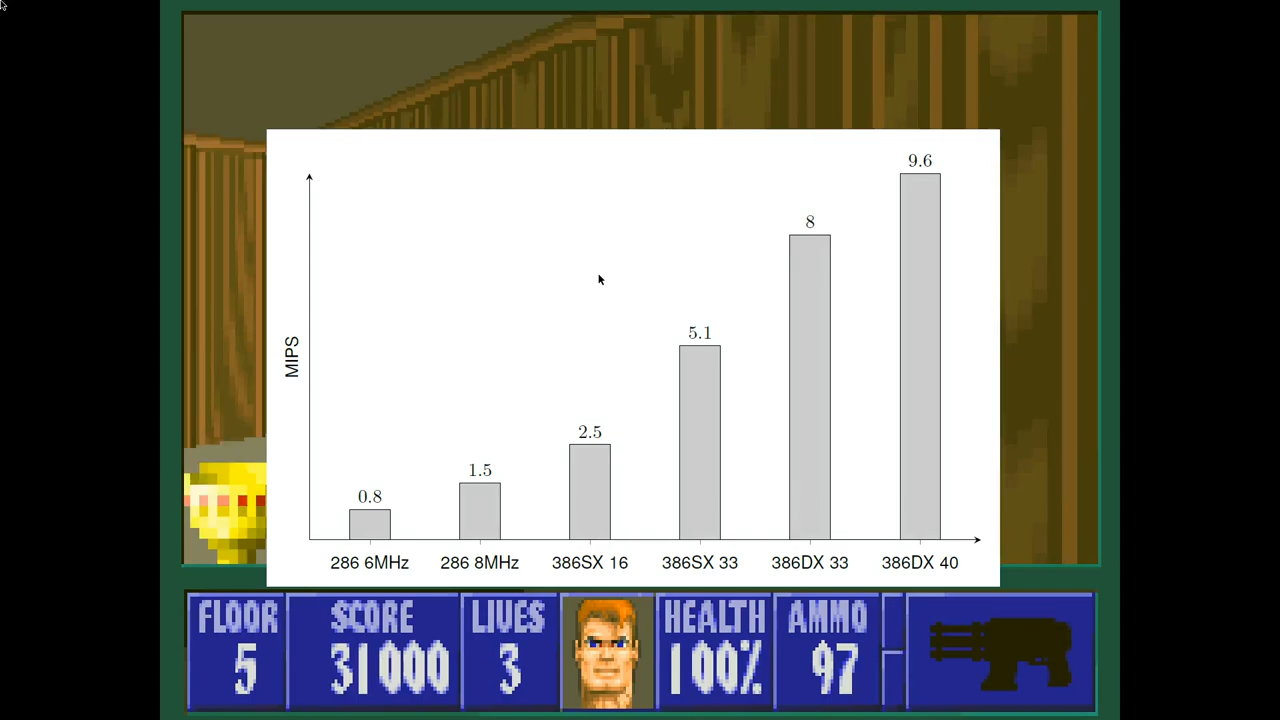 9.6
8
5.1
2.5
1.5
0.8
MIPS
286 6MHz 286 8MHz 386SX 16 386SX 33 386DX 33 386DX 40
FLOOR SCORE LIVES HEALTH AMMO
5 31000 3 100% 97